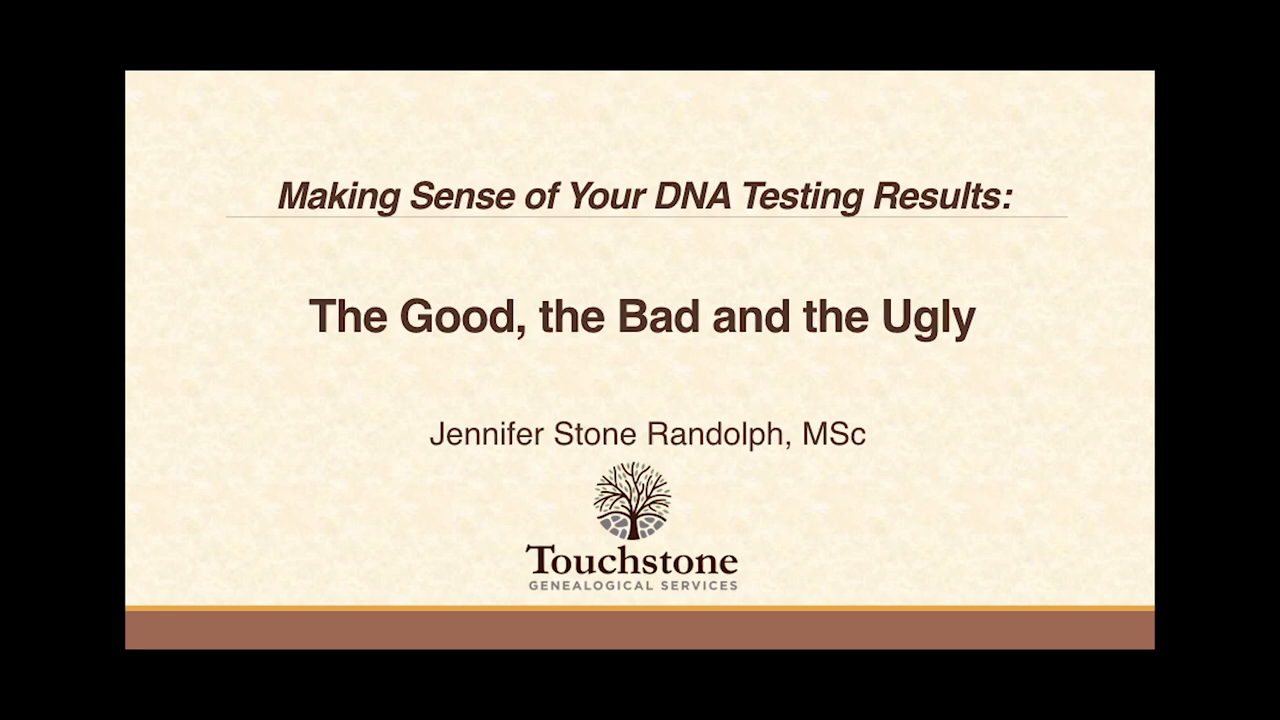 Making Sense of Your DNA Testing Results:
The Good, the Bad and the Ugly
Jennifer Stone Randolph, MSc
Touchstone
GENEALOGICAL SERVICES